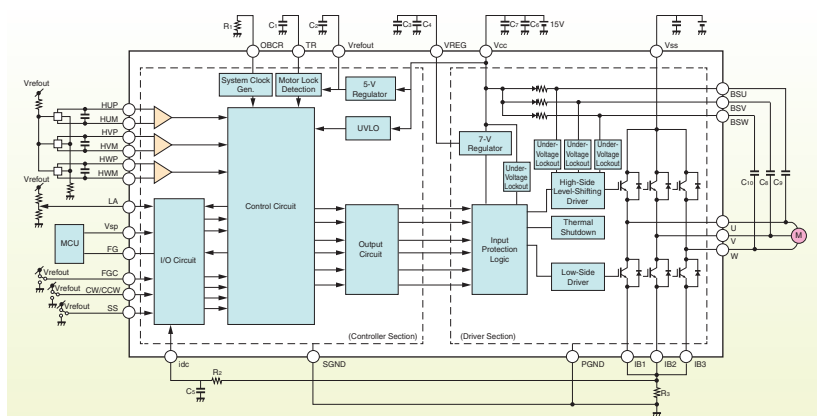 R1
C1
C2
C3
C4
C7
C6
15V
OBCR
TR
Vrefout
VREG
Vcc
Vss
System Clock
Gen.
Motor Lock
Detection
5-V
Regulator
UVLO
7-V
Regulator
Under-
Voltage
Lockout
Under-
Voltage
Lockout
Under-
Voltage
Lockout
Under-
Voltage
Lockout
BSU
BSV
BSW
Vrefout
HUP
HUM
HVP
HVM
HWP
HWM
Vrefout
LA
MCU
Vsp
FG
Vrefout
FGC
Vrefout
CW/CCW
Vrefout
SS
I/O Circuit
Control Circuit
Output
Circuit
Input
Protection
Logic
High-Side
Level-Shifting
Driver
Thermal
Shutdown
Low-Side
Driver
C10
C8
C9
U
V
W
M
(Controller Section)
(Driver Section)
idc
SGND
PGND
IB1
IB2
IB3
R2
C5
R3